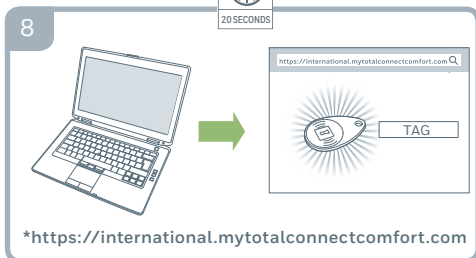 20 SECONDS
8
https://international.mytotalconnectcomfort.com
TAG
*https://international.mytotalconnectcomfort.com